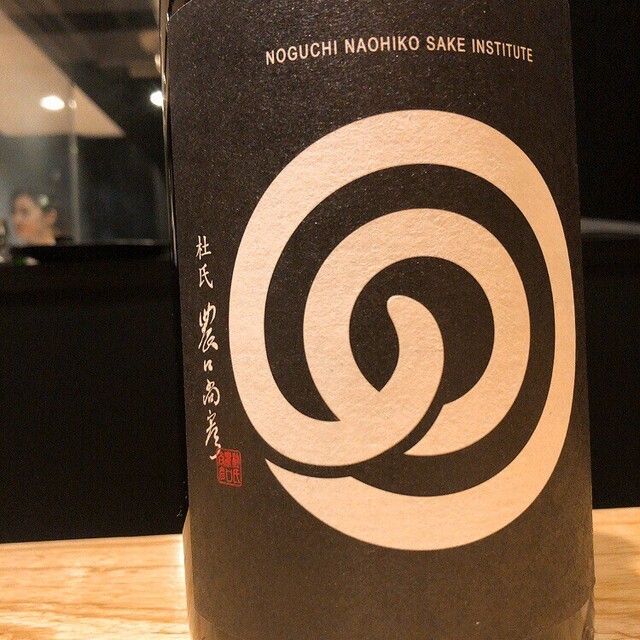 NOGUCHI NAOHIKO SAKE INSTITUTE
杜氏 農口尚彦